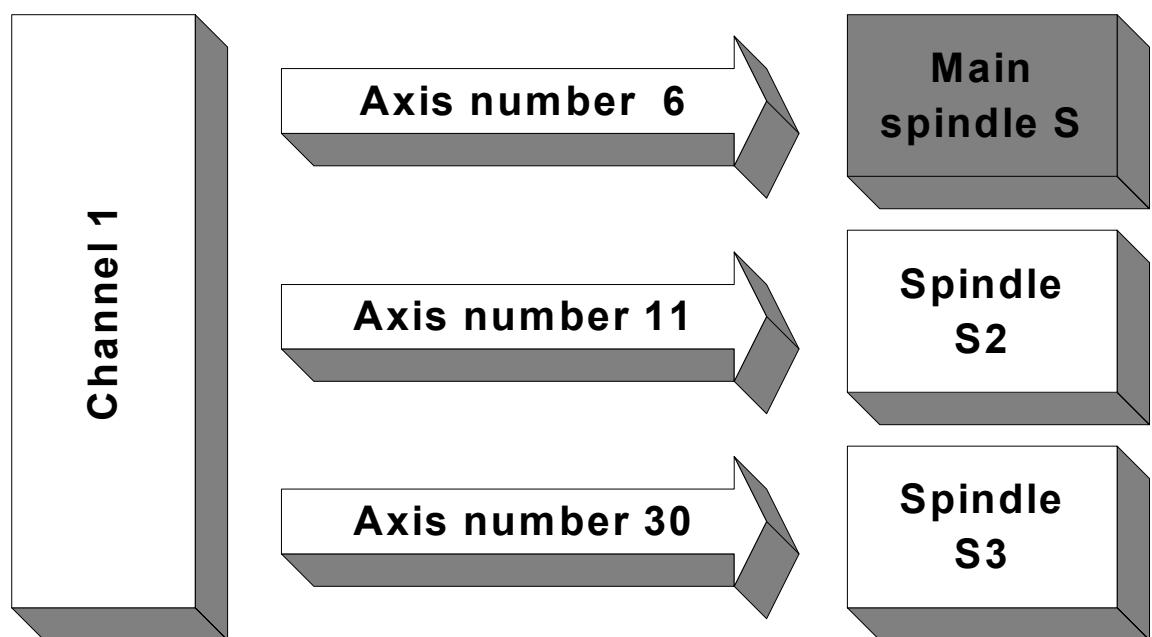 Channel 1
Axis number 6
Main
spindle S
Axis number 11
Spindle
S2
Axis number 30
Spindle
S3